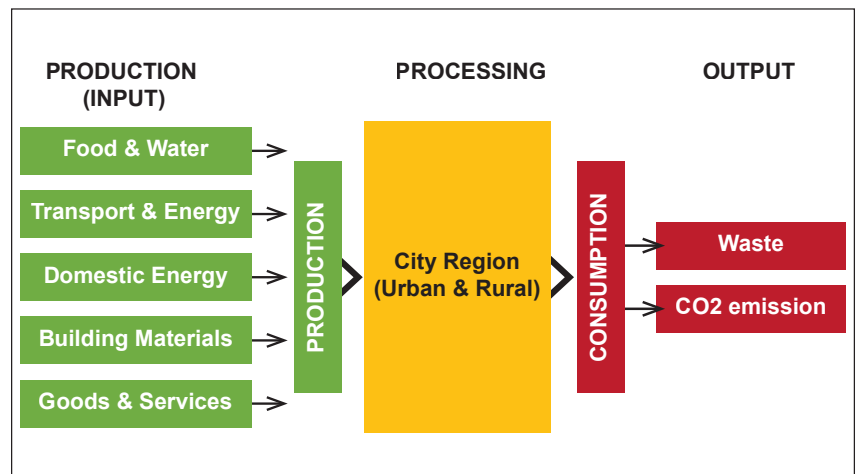 PRODUCTION
(INPUT)
PROCESSING
OUTPUT
Food & Water
Transport & Energy
Domestic Energy
Building Materials
Goods & Services
PRODUCTION
City Region
(Urban & Rural)
CONSUMPTION
Waste
CO2 emission